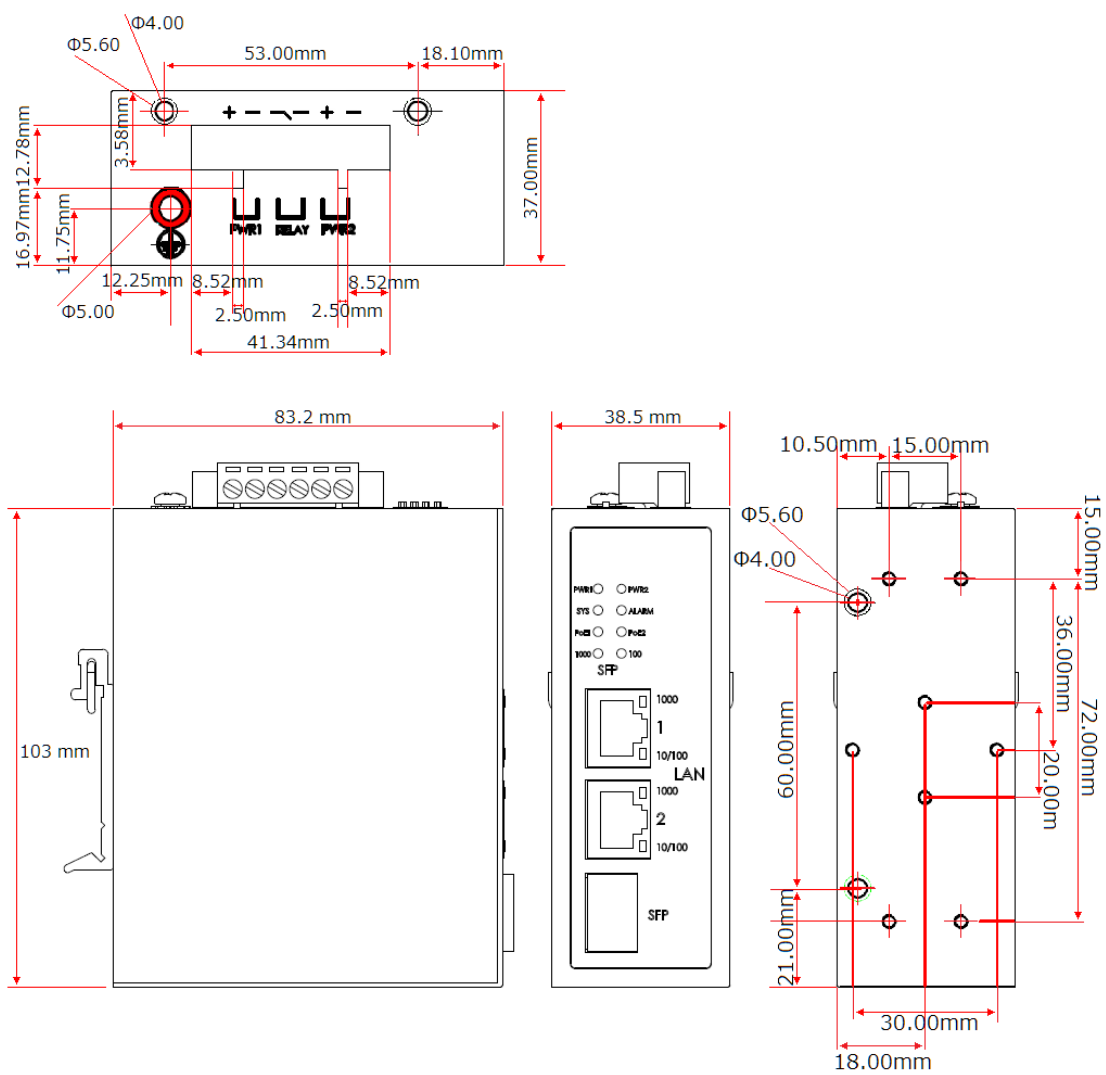 Φ4.00
Φ5.60
53.00mm
18.10mm
+ − + −
3.58mm
12.78mm
16.97mm
11.75mm
37.00mm
PWR1 RELAY PWR2
12.25mm
8.52mm
8.52mm
Φ5.00
2.50mm
2.50mm
41.34mm
83.2 mm
38.5 mm
10.50mm
15.00mm
15.00mm
Φ5.60
Φ4.00
PWR1 PWR2
SYS ALARM
PoE1 PoE2
1000 100
SFP
1000
1
10/100
LAN
1000
2
10/100
SFP
103 mm
36.00mm
72.00mm
60.00mm
20.00m
21.00mm
30.00mm
18.00mm